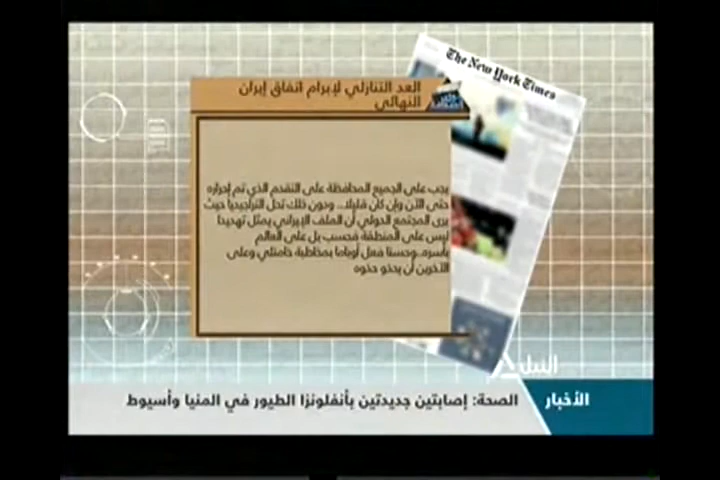 The New York Times
العد التنازلي لإبرام اتفاق إيران
النهائي
يجب على الجميع المحافظة على التقدم الذي تم إحرازه
حتى الآن وإن كان قليلا.. ودون ذلك تحل التراجيديا حيث
يرى المجتمع الدولي أن الملف الإيراني يمثل تهديدا
ليس على المنطقة فحسب بل على العالم
بأسره..وحسنا فعل أوباما بمخاطبة خامنئي وعلى
الآخرين أن يحذو حذوه
النيل
الأخبار
الصحة: إصابتين جديدتين بأنفلونزا الطيور في المنيا وأسيوط